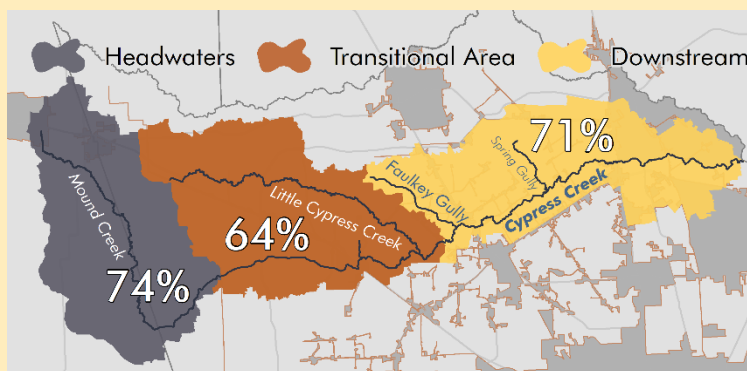 Headwaters
Transitional Area
Downstream
Mound Creek
74%
Little Cypress Creek
64%
Faulkey Gully
Spring Gully
71%
Cypress Creek